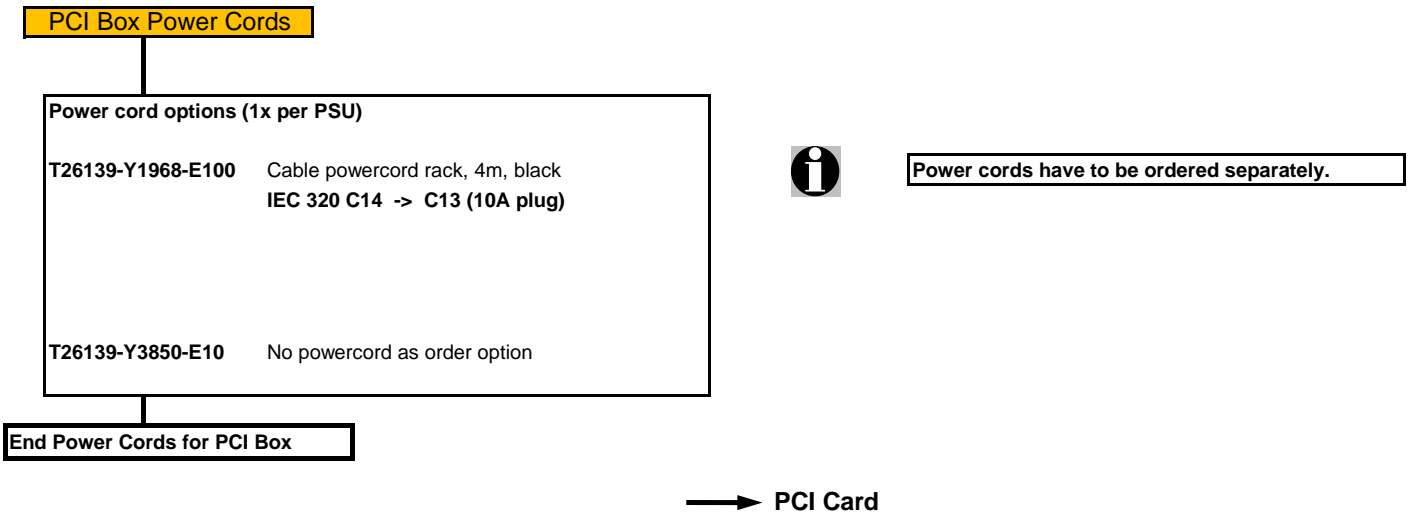 PCI Box Power Cords
Power cord options (1x per PSU)
T26139-Y1968-E100 Cable powercord rack, 4m, black
IEC 320 C14 -> C13 (10A plug)
Power cords have to be ordered separately.
T26139-Y3850-E10 No powercord as order option
End Power Cords for PCI Box
PCI Card